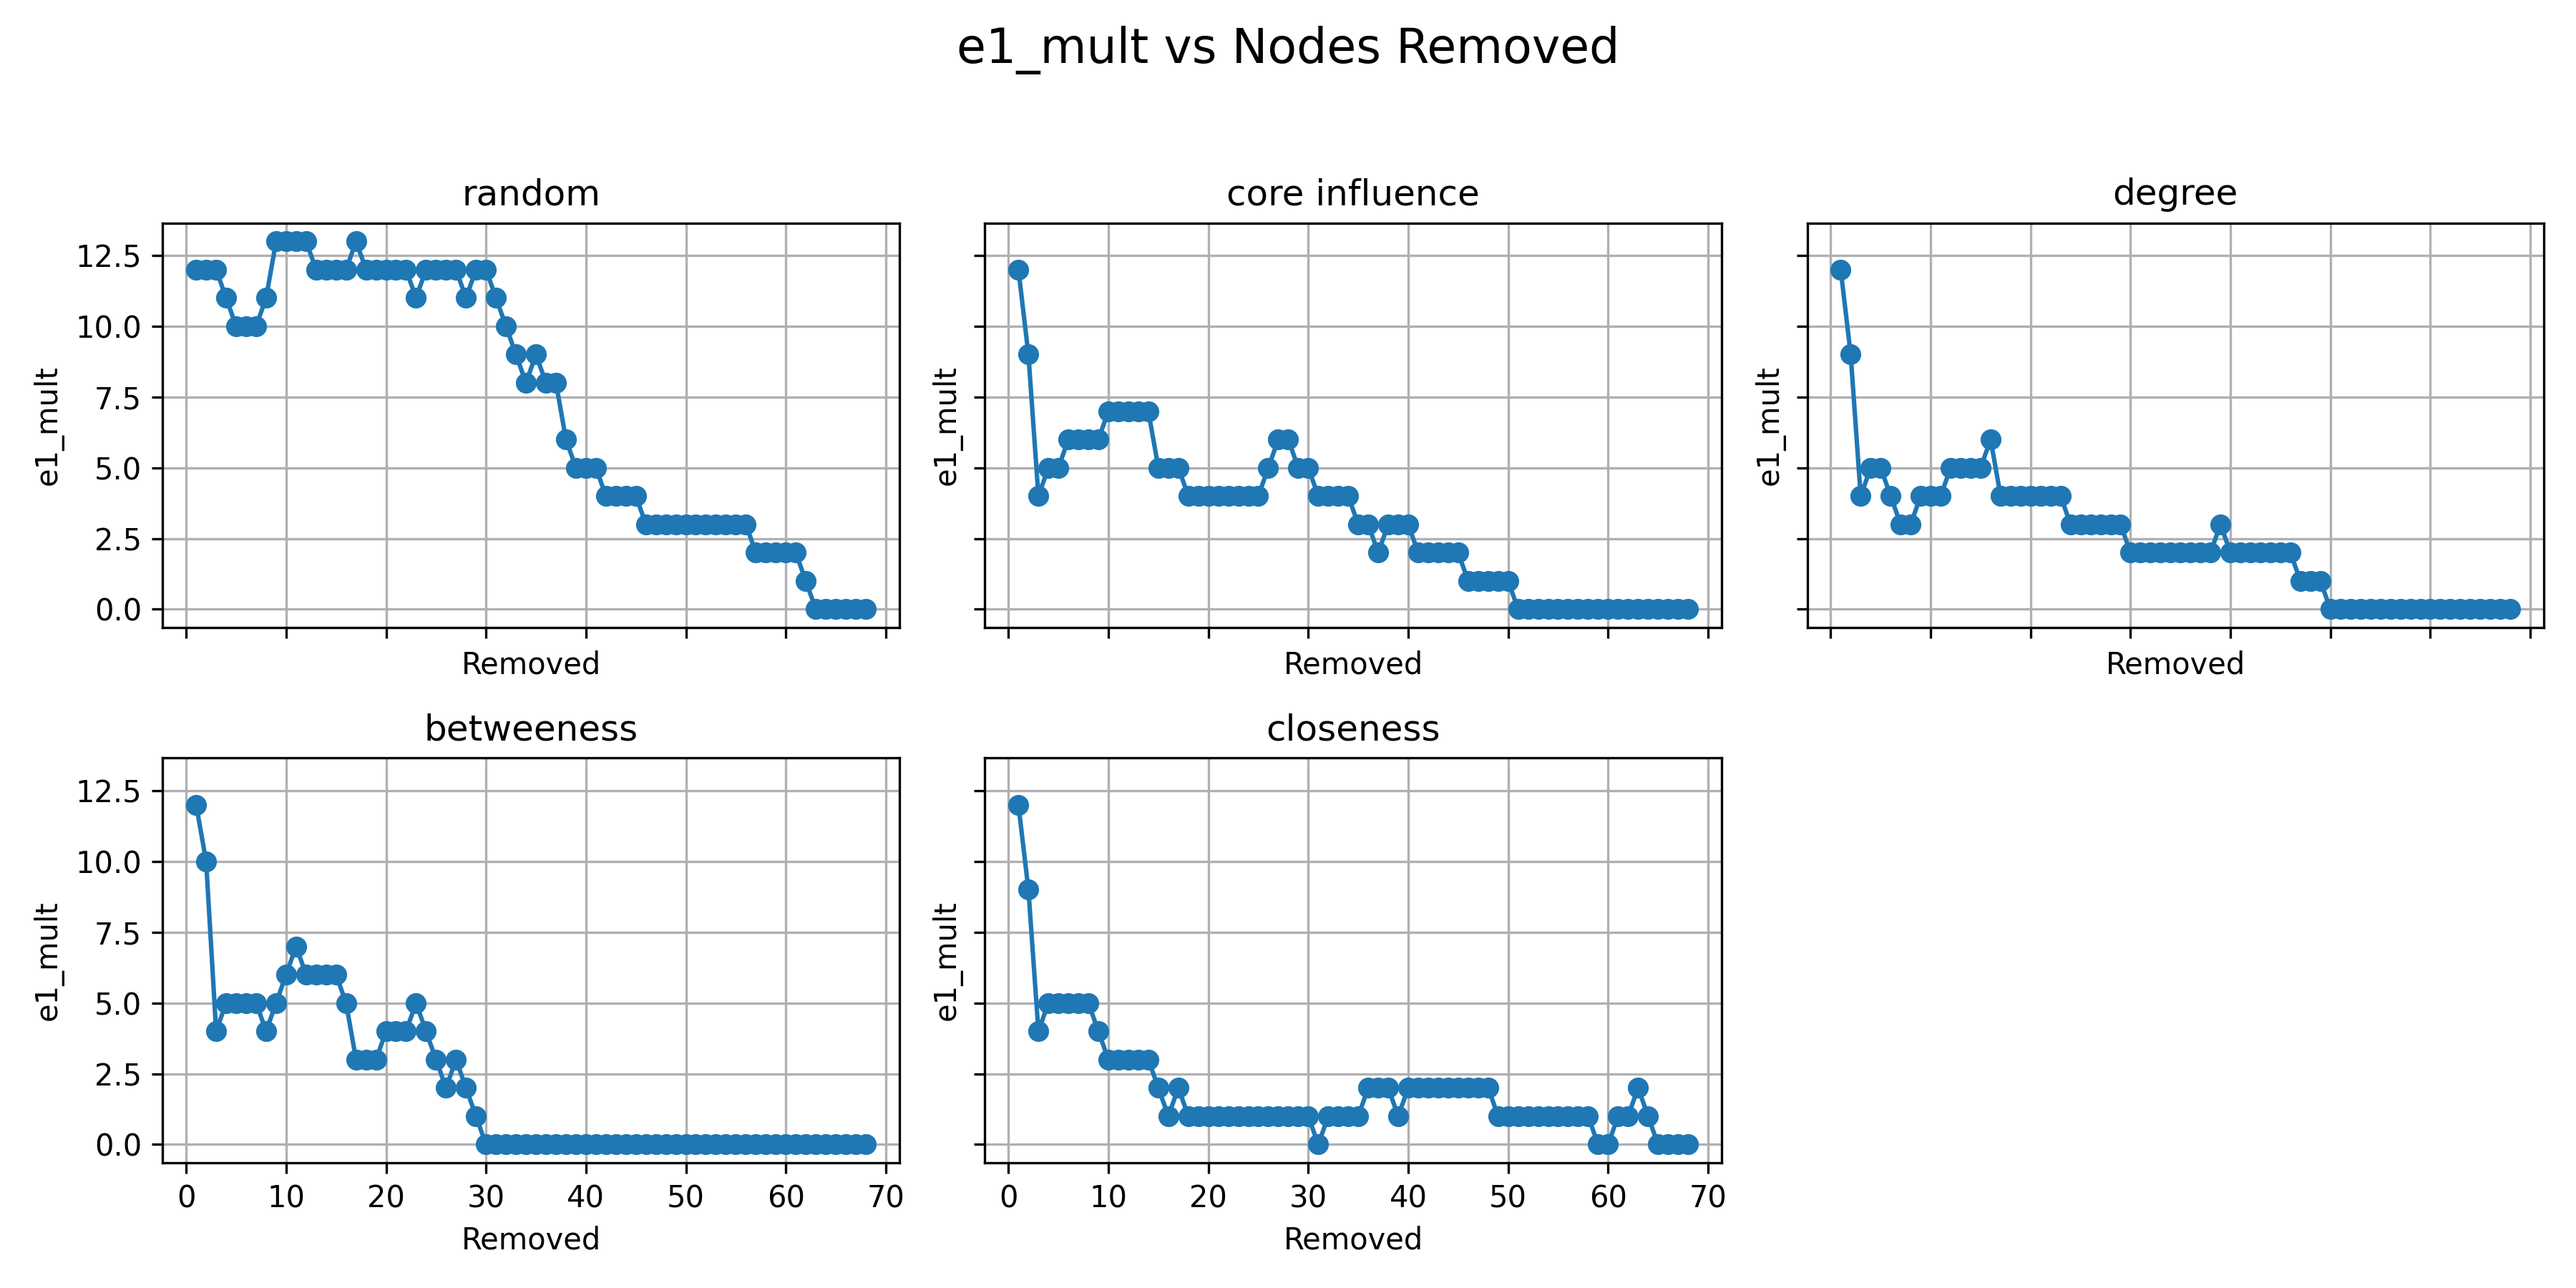 e1_mult vs Nodes Removed
random
core influence
degree
12.5
10.0
7.5
5.0
2.5
0.0
e1_mult
e1_mult
e1_mult
Removed
Removed
Removed
betweeness
closeness
12.5
10.0
7.5
5.0
2.5
0.0
e1_mult
e1_mult
0 10 20 30 40 50 60 70
0 10 20 30 40 50 60 70
Removed
Removed